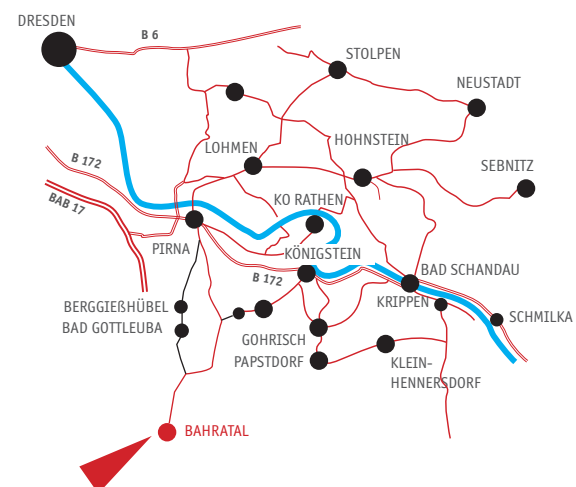 DRESDEN
B 6
STOLPEN
NEUSTADT
LOHMEN
HOHNSTEIN
B 172
SEBNITZ
BAB 17
KO RATHEN
PIRNA
KÖNIGSTEIN
B 172
BAD SCHANDAU
KRIPPEN
BERGGIEßHÜBEL
SCHMILKA
BAD GOTTLEUBA
GOHRISCH
PAPSTDORF
KLEIN-
HENNERSDORF
BAHRATAL